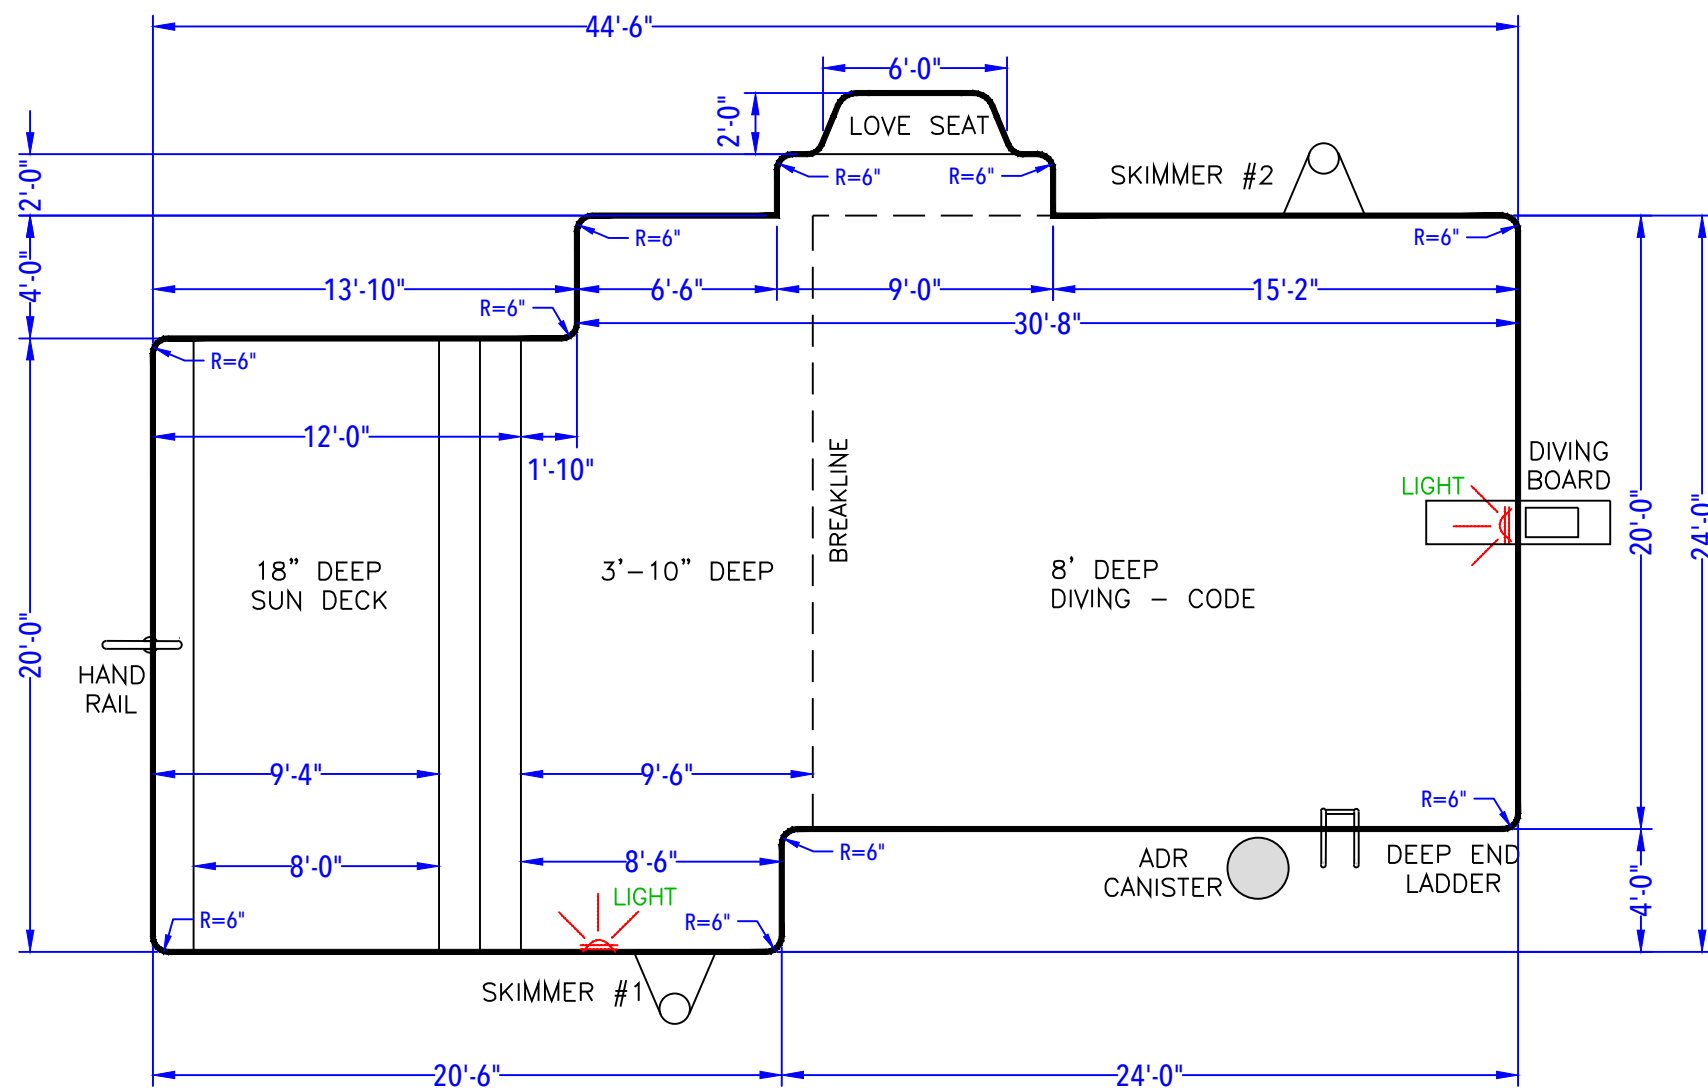 44'-6"
6'-0"
2'-0"
LOVE SEAT
2'-0"
R=6"
R=6"
SKIMMER #2
4'-0"
R=6"
R=6"
13'-10"
6'-6"
9'-0"
15'-2"
R=6"
30'-8"
R=6"
12'-0"
1'-10"
BREAKLINE
LIGHT
DIVING
BOARD
20'-0"
24'-0"
18” DEEP
SUN DECK
3’-10” DEEP
8’ DEEP
DIVING - CODE
20'-0"
HAND
RAIL
9'-4"
9'-6"
R=6"
8'-0"
8'-6"
R=6"
ADR
CANISTER
DEEP END
LADDER
4'-0"
LIGHT
R=6"
R=6"
SKIMMER #1
20'-6"
24'-0"